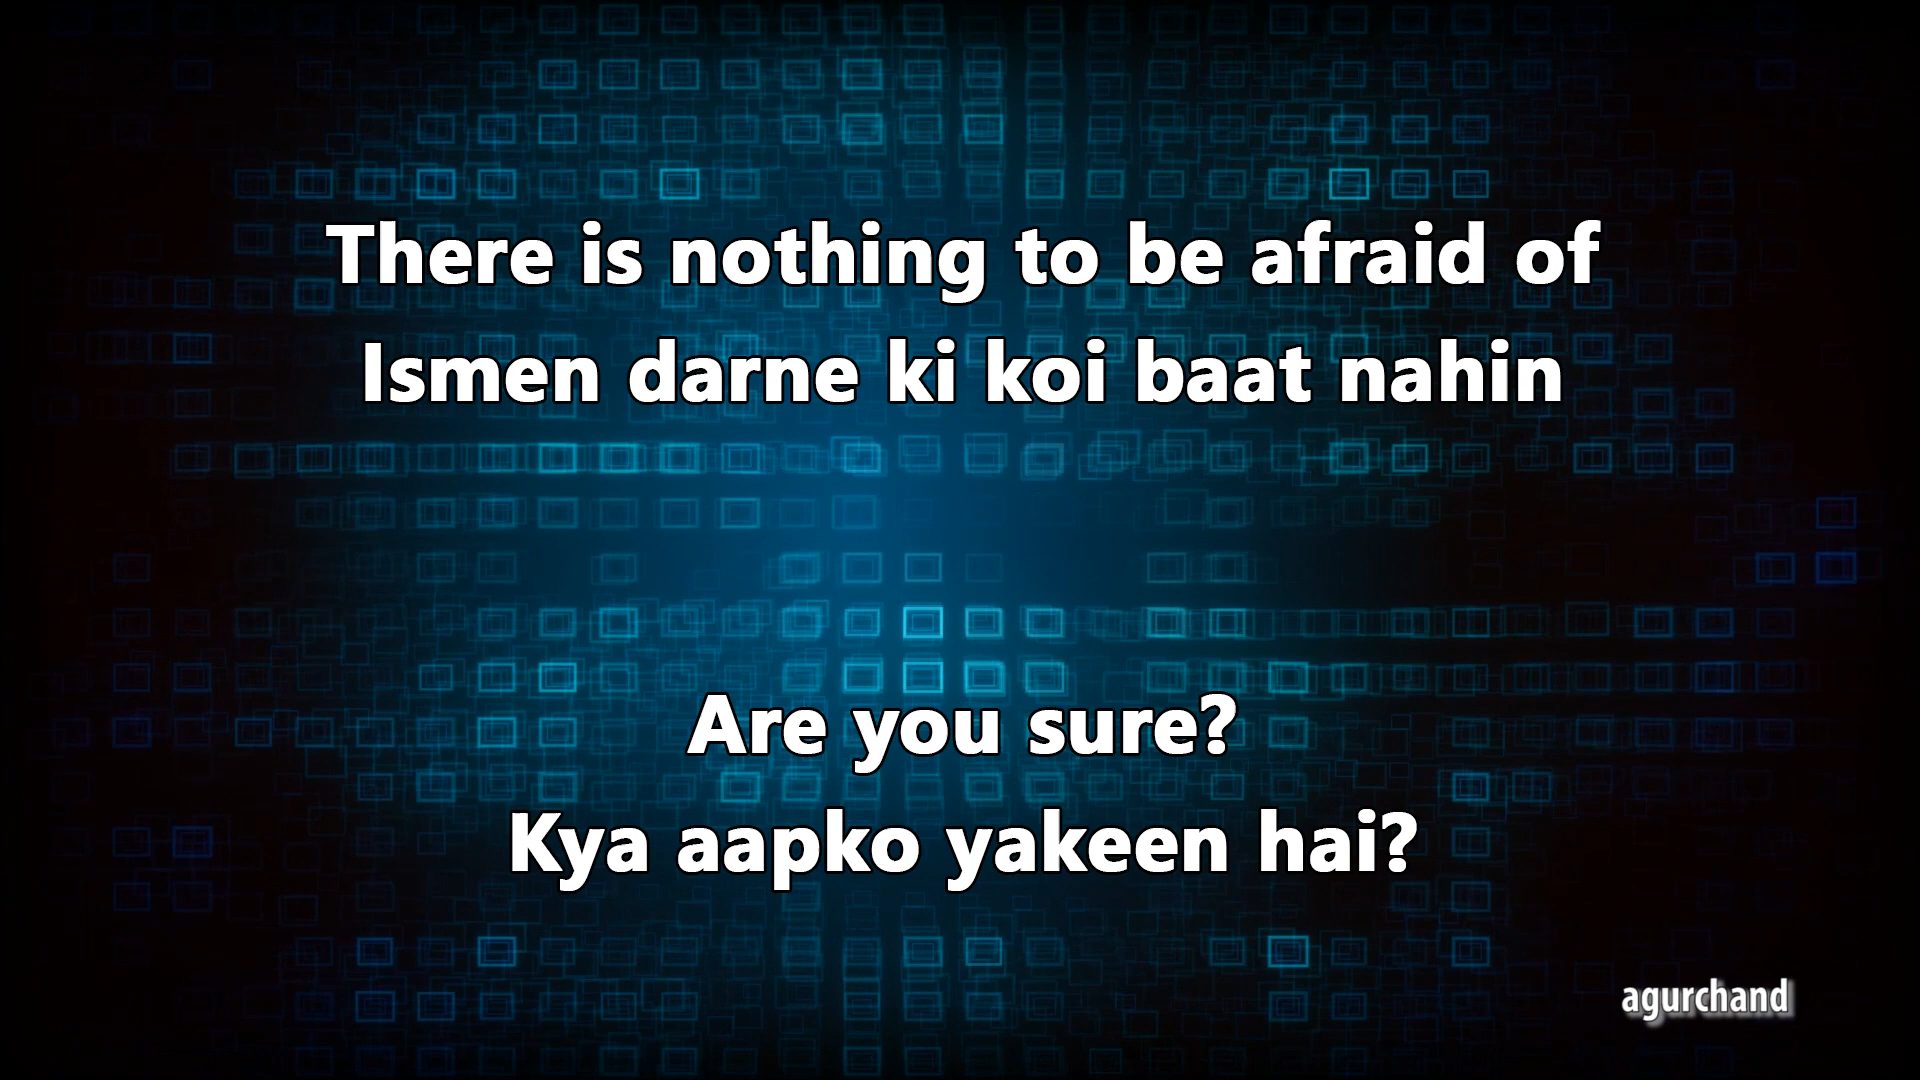 There is nothing to be afraid of
Ismen darne ki koi baat nahin
Are you sure?
Kya aapko yakeen hai?
agurchand